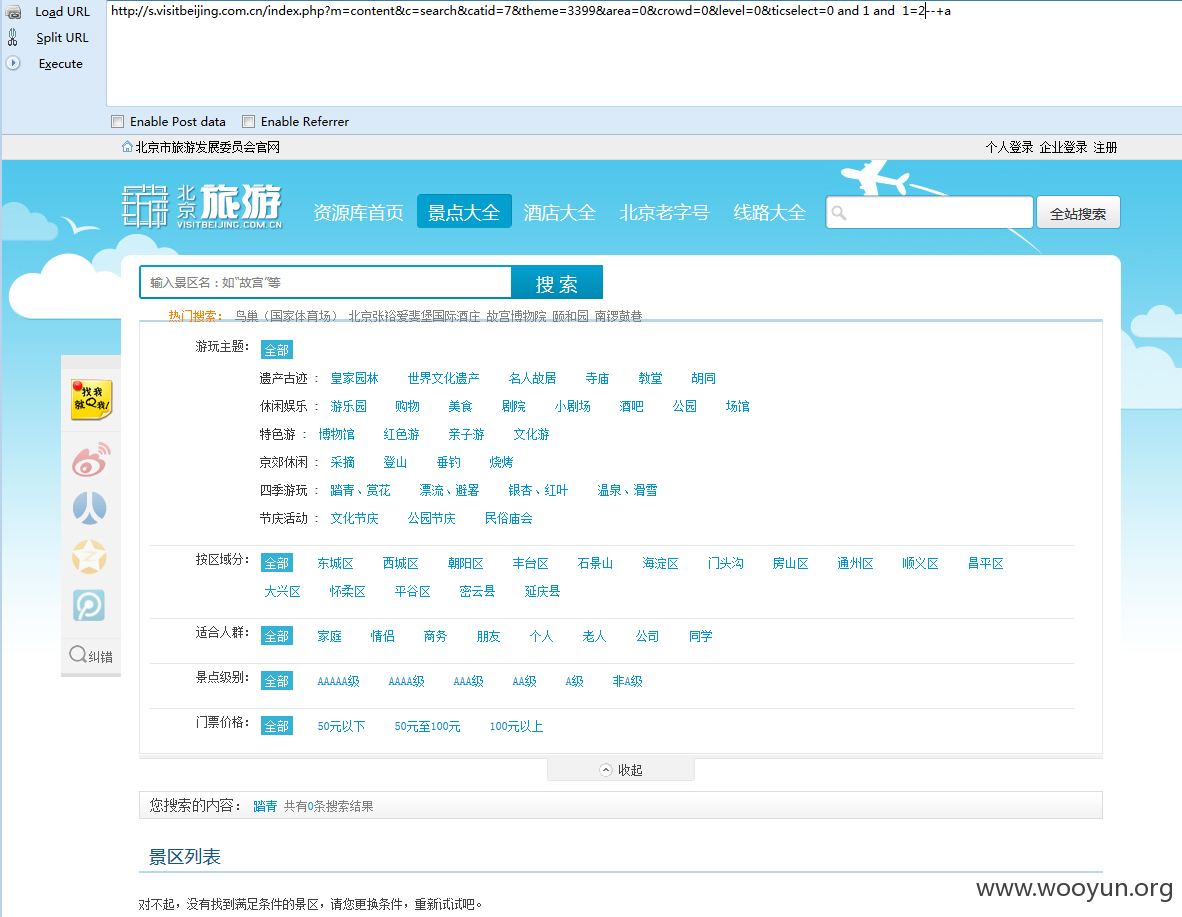 Load URL
http://s.visitbeijing.com.cn/index.php?m=content&c=search&catid=7&theme=3399&area=0&crowd=0&level=0&ticselect=0 and 1 and  1=2--+a
Split URL
Execute
Enable Post data Enable Referrer
北京市旅游发展委员会官网 个人登录 企业登录 注册
北京旅游 VISITBEIJING.COM.CN
资源库首页 景点大全 酒店大全 北京老字号 线路大全 全站搜索
输入景区名：如"故宫"等 搜 索
热门搜索： 鸟巢（国家体育场） 北京张裕爱斐堡国际酒庄 故宫博物院 颐和园 南锣鼓巷
游玩主题： 全部
遗产古迹 ： 皇家园林 世界文化遗产 名人故居 寺庙 教堂 胡同
休闲娱乐 ： 游乐园 购物 美食 剧院 小剧场 酒吧 公园 场馆
特色游 ： 博物馆 红色游 亲子游 文化游
京郊休闲 ： 采摘 登山 垂钓 烧烤
四季游玩 ： 踏青、赏花 漂流、避署 银杏、红叶 温泉、滑雪
节庆活动 ： 文化节庆 公园节庆 民俗庙会
按区域分： 全部 东城区 西城区 朝阳区 丰台区 石景山 海淀区 门头沟 房山区 通州区 顺义区 昌平区
大兴区 怀柔区 平谷区 密云县 延庆县
适合人群： 全部 家庭 情侣 商务 朋友 个人 老人 公司 同学
景点级别： 全部 AAAAA级 AAAA级 AAA级 AA级 A级 非A级
门票价格： 全部 50元以下 50元至100元 100元以上
收起
找我
就Q我!
纠错
您搜索的内容： 踏青 共有0条搜索结果
景区列表
对不起，没有找到满足条件的景区，请您更换条件，重新试试吧。
www.wooyun.org